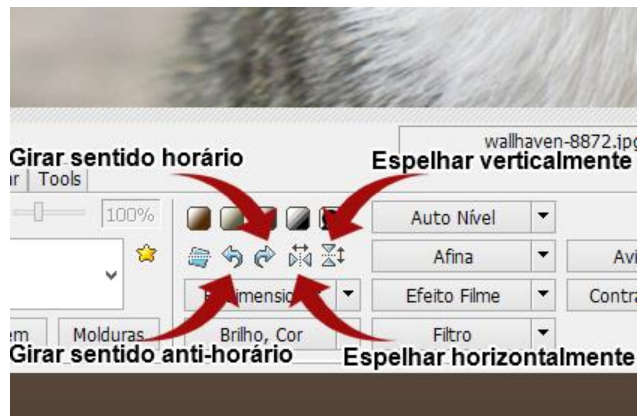 wallhaven-8872.jpg
Girar sentido horário
Espelhar verticalmente
Tools
100%
Auto Nível
Afina
Efeito Filme
Molduras
Brilho, Cor
Filtro
Girar sentido anti-horário
Espelhar horizontalmente